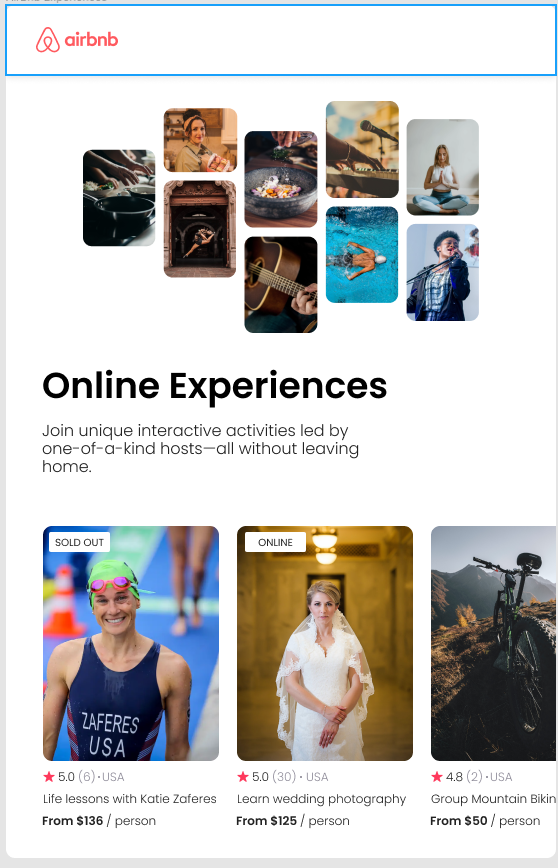 airbnb
Online Experiences
Join unique interactive activities led by
one-of-a-kind hosts—all without leaving
home.
SOLD OUT
ONLINE
ZAFERES
USA
5.0 (6) · USA
5.0 (30) · USA
4.8 (2) · USA
Life lessons with Katie Zaferes
Learn wedding photography
Group Mountain Bikin
From $136 / person
From $125 / person
From $50 / person